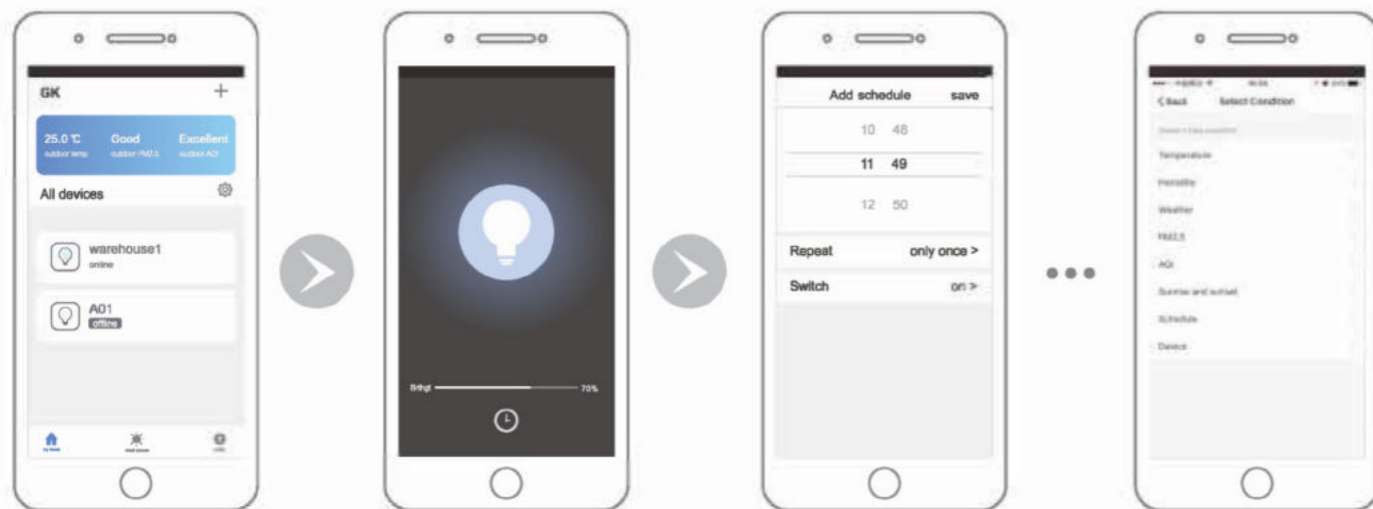 GK +
25.0 ℃ Good Excellent
outdoor temp outdoor PM2.5 outdoor AQI
All devices
warehouse1
online
A01
offline
Brihgt 70%
Add schedule save
10 48
11 49
12 50
Repeat only once >
Switch on >
< Back Select Condition
Temperature
Humidity
Weather
PM2.5
AQI
Sunrise and sunset
Schedule
Device